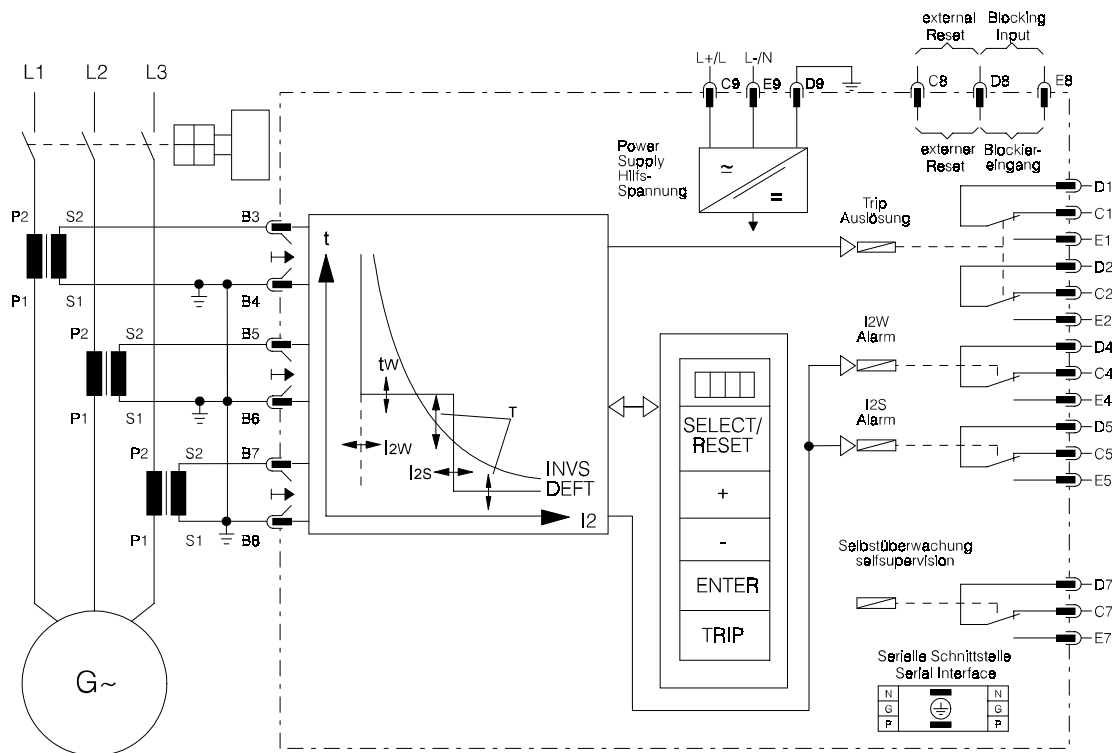 external Reset
Blocking Input
L1
L2
L3
L+/L
L-/N
C9
E9
D9
C8
D8
E8
externer Reset
Blockier-
eingang
Power
Supply
Hilfs-
Spannung
≃
=
Trip
Auslösung
D1
C1
E1
D2
C2
E2
P2
S2
B3
P1
S1
B4
P2
S2
B5
P1
S1
B6
P2
S2
B7
P1
S1
B8
t
tW
I2W
I2S
T
INVS
DEFT
I2
SELECT/
RESET
+
-
ENTER
TRIP
I2W
Alarm
D4
C4
E4
I2S
Alarm
D5
C5
E5
Selbstüberwachung
selfsupervision
D7
C7
E7
Serielle Schnittstelle
Serial Interface
N
G
P
N
G
P
G~